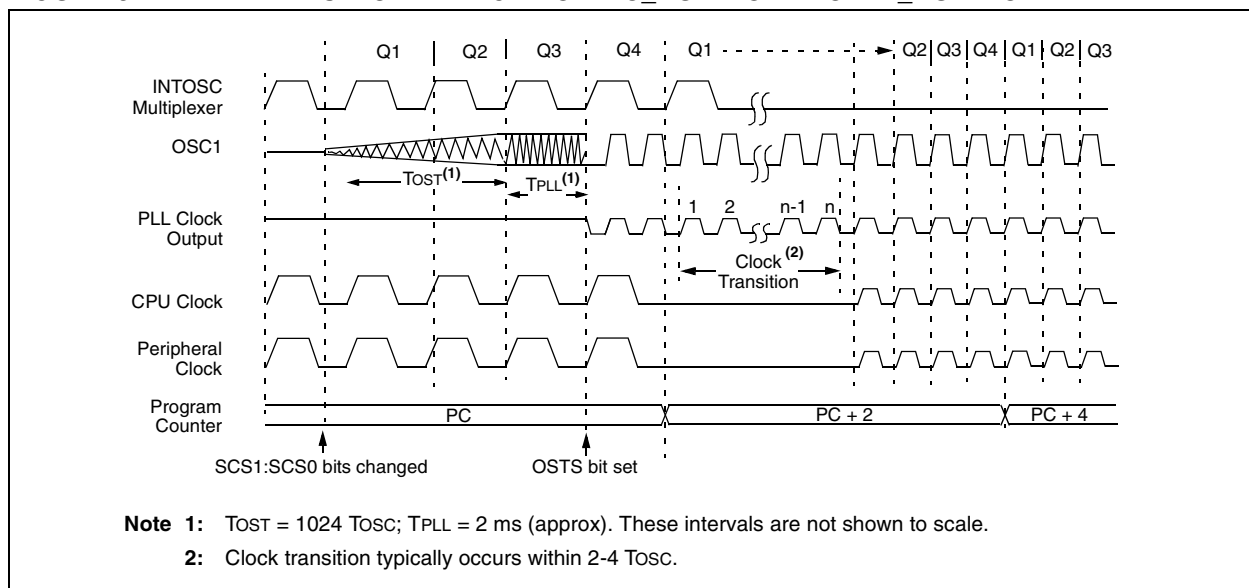 Q1 Q2 Q3 Q4 Q1 Q2 Q3 Q4 Q1 Q2 Q3
INTOSC
Multiplexer
OSC1
TOST(1) TPLL(1)
PLL Clock
Output
1 2 n-1 n
Clock(2)
Transition
CPU Clock
Peripheral
Clock
Program
Counter
PC PC + 2 PC + 4
SCS1:SCS0 bits changed OSTS bit set
Note 1: TOST = 1024 TOSC; TPLL = 2 ms (approx). These intervals are not shown to scale.
2: Clock transition typically occurs within 2-4 TOSC.